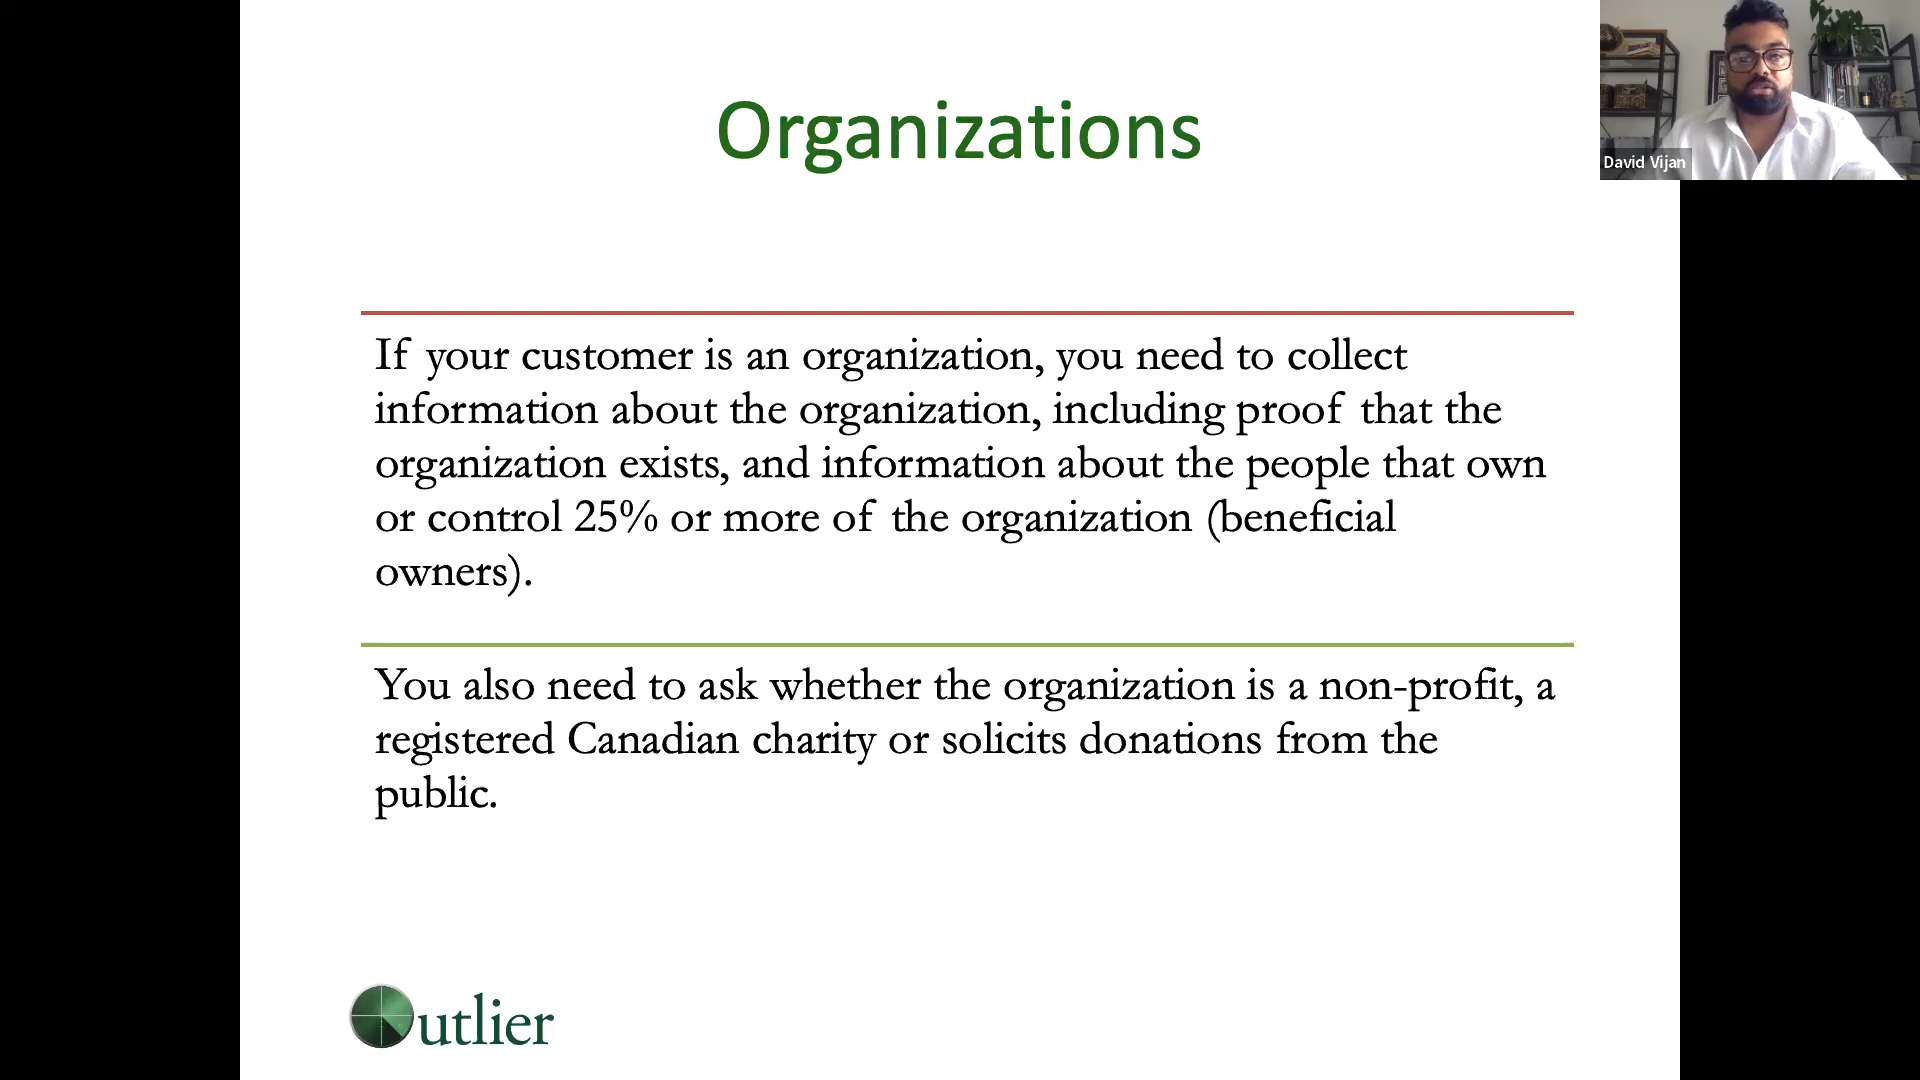 Organizations
David Vijan
If your customer is an organization, you need to collect
information about the organization, including proof that the
organization exists, and information about the people that own
or control 25% or more of the organization (beneficial
owners).
You also need to ask whether the organization is a non-profit, a
registered Canadian charity or solicits donations from the
public.
Outlier